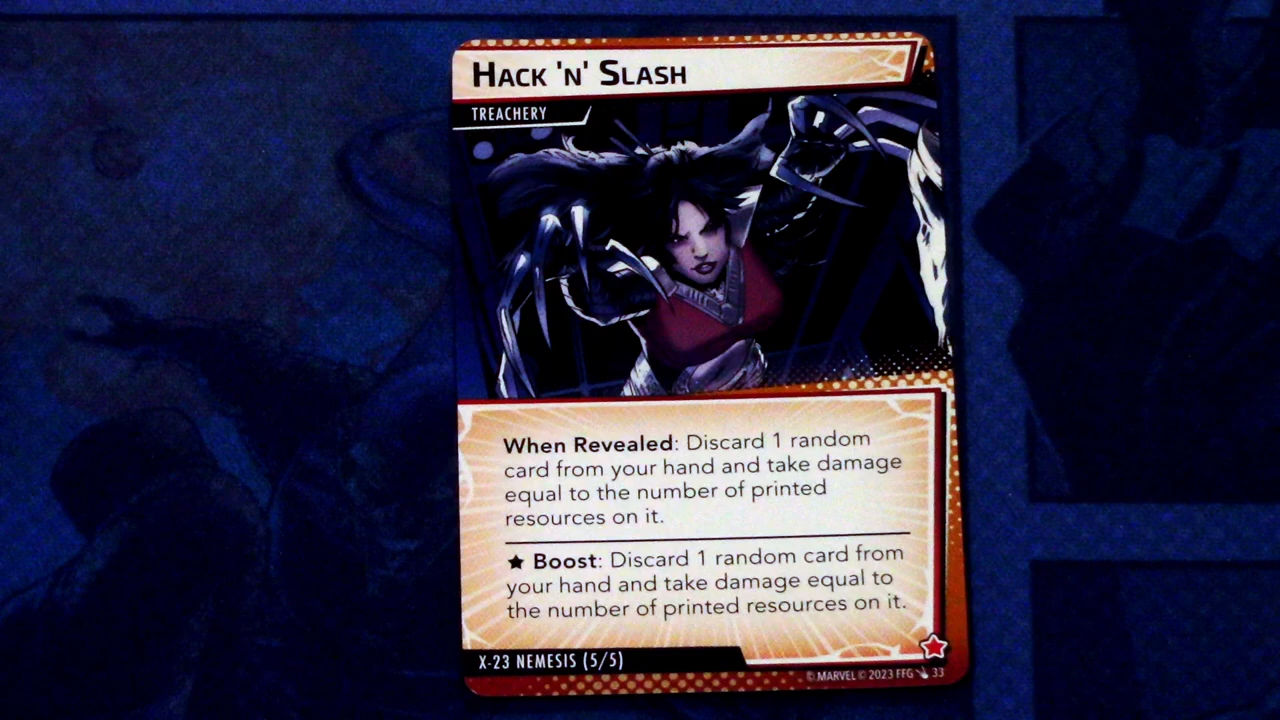 Hack 'n' Slash
TREACHERY
When Revealed: Discard 1 random
card from your hand and take damage
equal to the number of printed
resources on it.
★ Boost: Discard 1 random card from
your hand and take damage equal to
the number of printed resources on it.
X-23 NEMESIS (5/5)
© MARVEL © 2023 FFG 33